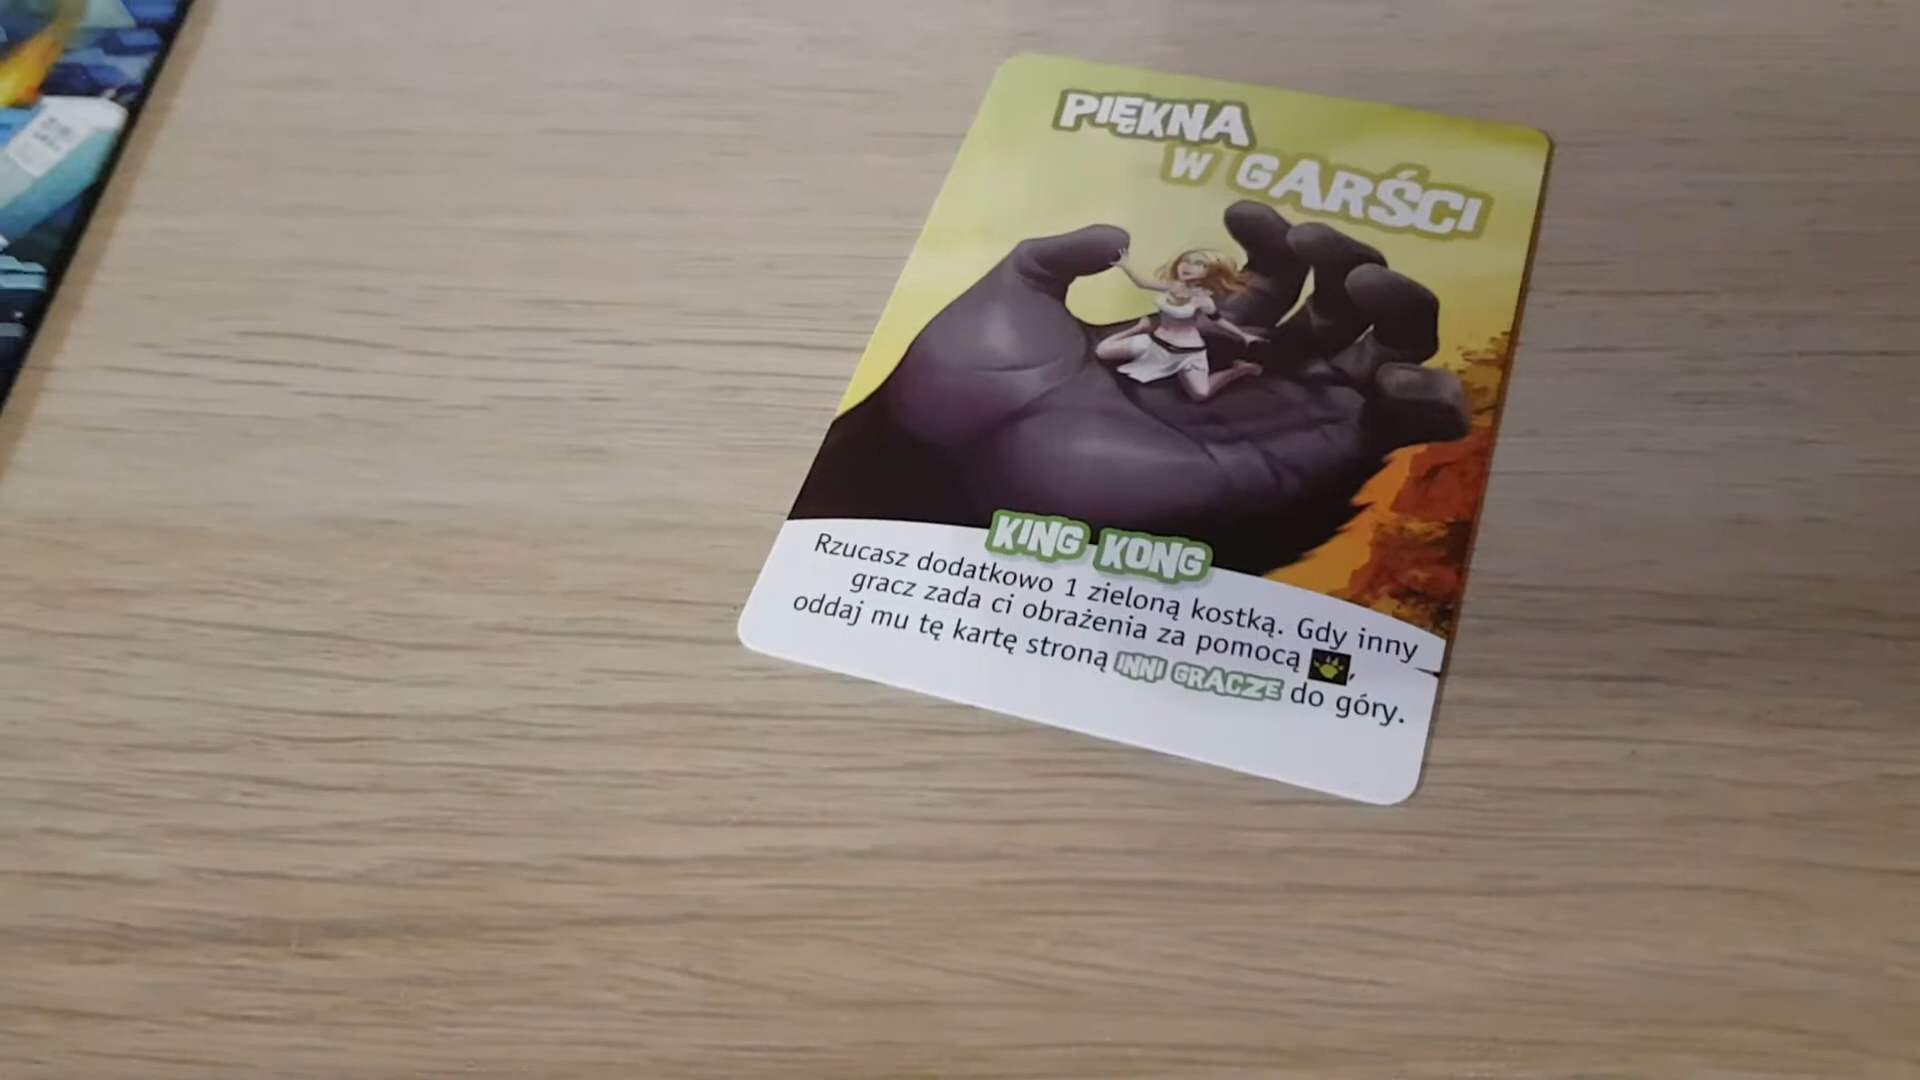 PIĘKNA
W GARŚCI
KING KONG
Rzucasz dodatkowo 1 zieloną kostką. Gdy inny
gracz zada ci obrażenia za pomocą ,
oddaj mu tę kartę stroną INNI GRACZE do góry.